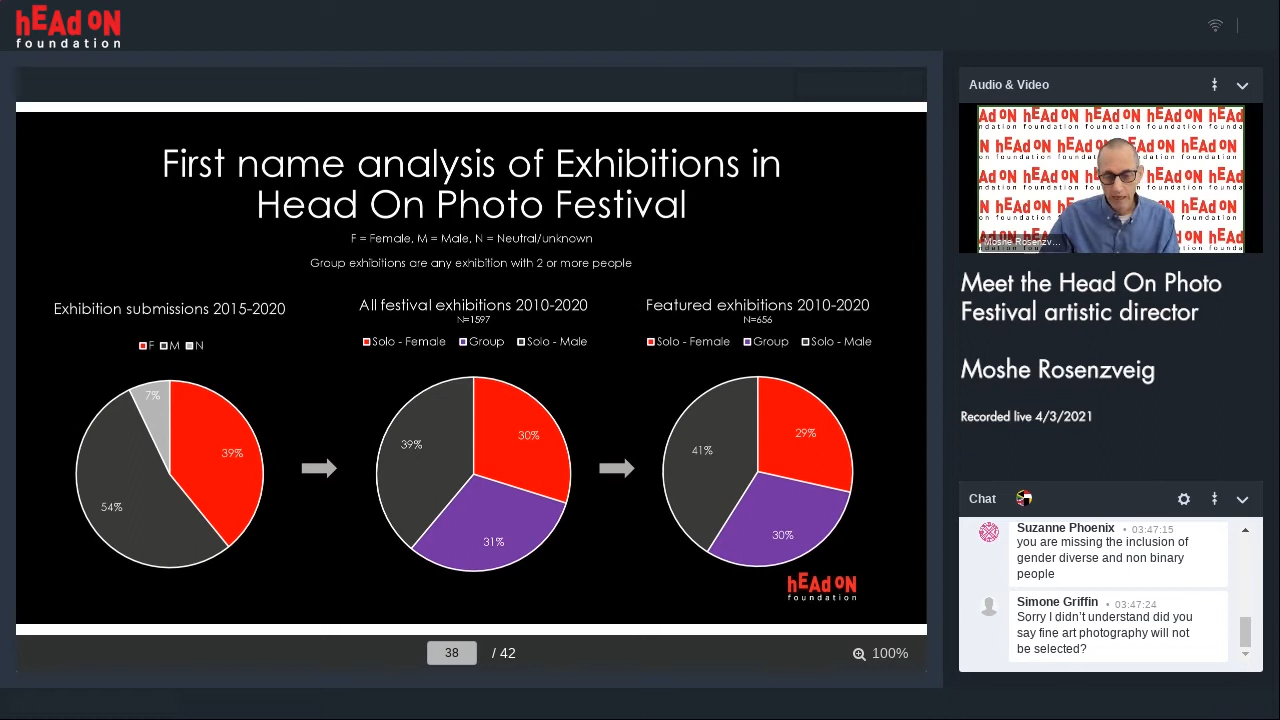 hEAd ON
foundation
First name analysis of Exhibitions in
Head On Photo Festival
F = Female, M = Male, N = Neutral/unknown
Group exhibitions are any exhibition with 2 or more people
Exhibition submissions 2015-2020
F M N
7%
39%
54%
All festival exhibitions 2010-2020
N=1597
Solo - Female Group Solo - Male
39%
30%
31%
Featured exhibitions 2010-2020
N=656
Solo - Female Group Solo - Male
41%
29%
30%
hEAd ON
foundation
38 / 42
100%
Audio & Video
Moshe Rosenzv...
Meet the Head On Photo
Festival artistic director
Moshe Rosenzveig
Recorded live 4/3/2021
Chat
Suzanne Phoenix • 03:47:15
you are missing the inclusion of
gender diverse and non binary
people
Simone Griffin • 03:47:24
Sorry I didn't understand did you
say fine art photography will not
be selected?